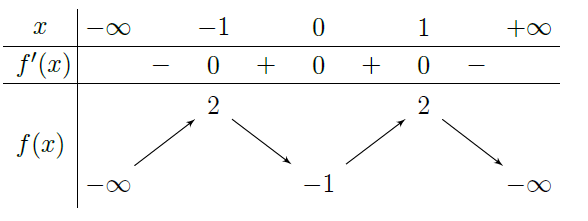 x −∞ −1 0 1 +∞
f′(x) − 0 + 0 + 0 −
2 2
f(x)
−∞ −1 −∞